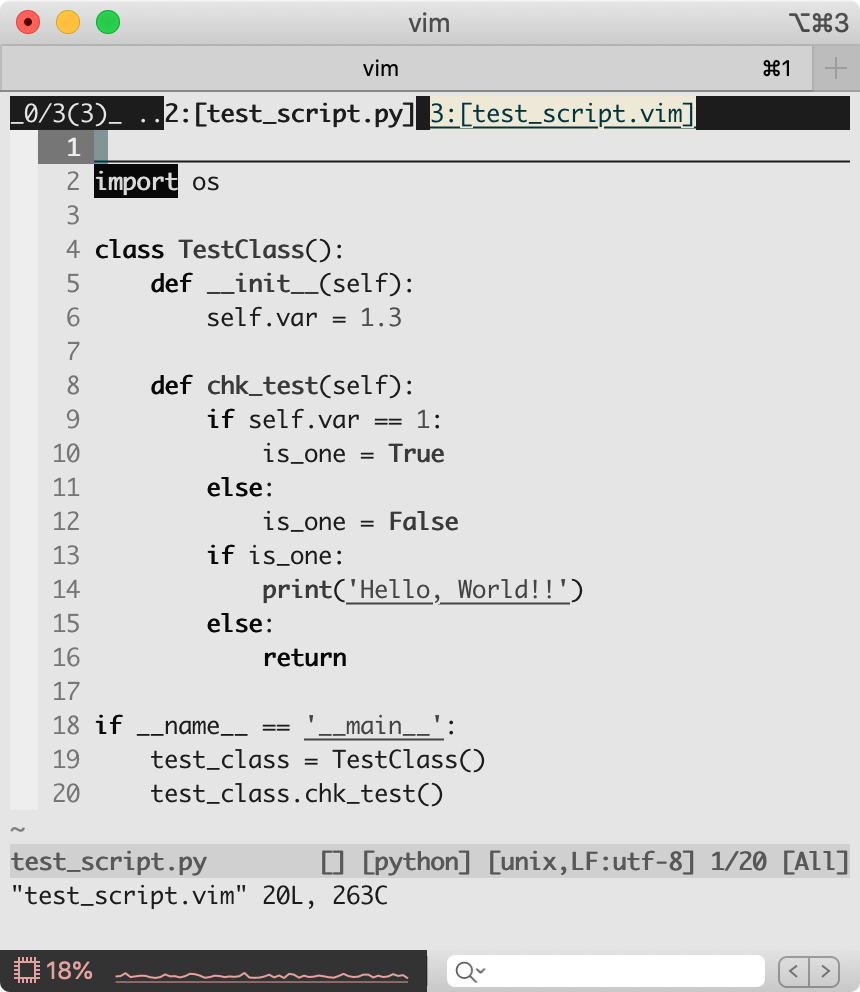 vim ⌥⌘3
vim ⌘1
_0/3(3)_ ..2:[test_script.py] 3:[test_script.vim]
1
2 import os
3
4 class TestClass():
5     def __init__(self):
6         self.var = 1.3
7
8     def chk_test(self):
9         if self.var == 1:
10             is_one = True
11         else:
12             is_one = False
13         if is_one:
14             print('Hello, World!!')
15         else:
16             return
17
18 if __name__ == '__main__':
19     test_class = TestClass()
20     test_class.chk_test()
~
test_script.py [] [python] [unix,LF:utf-8] 1/20 [All]
"test_script.vim" 20L, 263C
18%